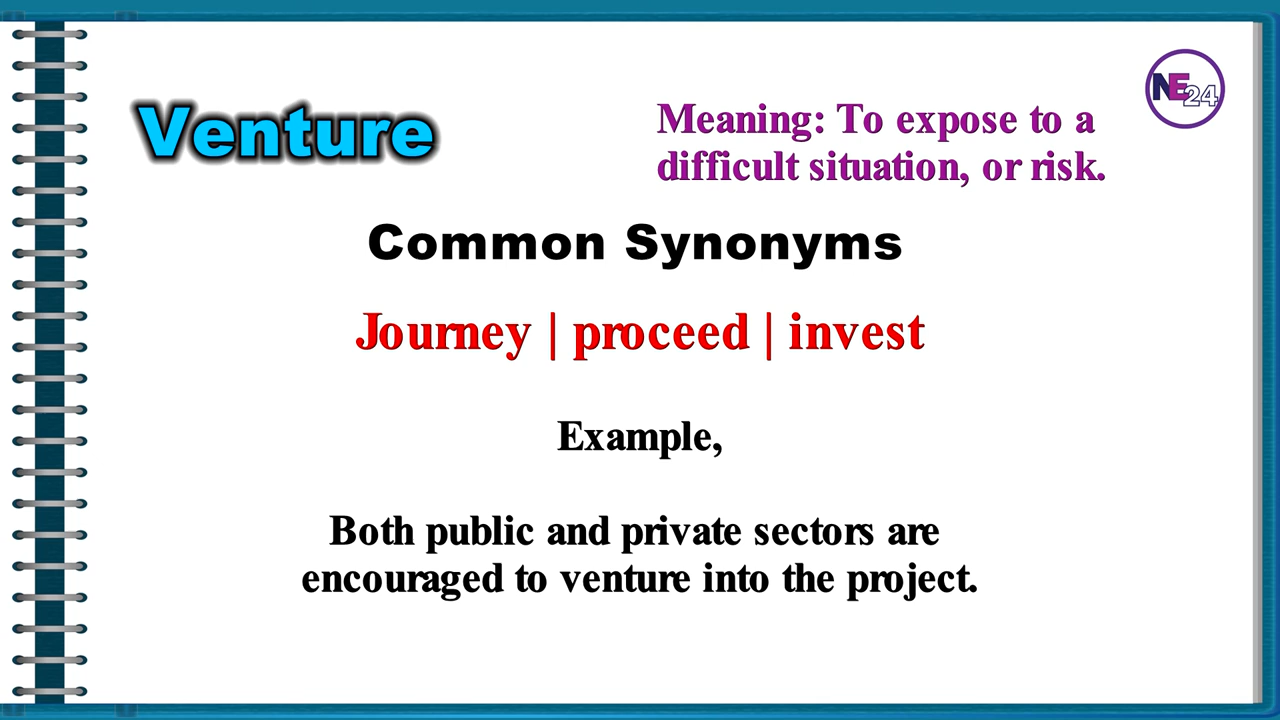 NE24
Venture
Meaning: To expose to a
difficult situation, or risk.
Common Synonyms
Journey | proceed | invest
Example,
Both public and private sectors are
encouraged to venture into the project.